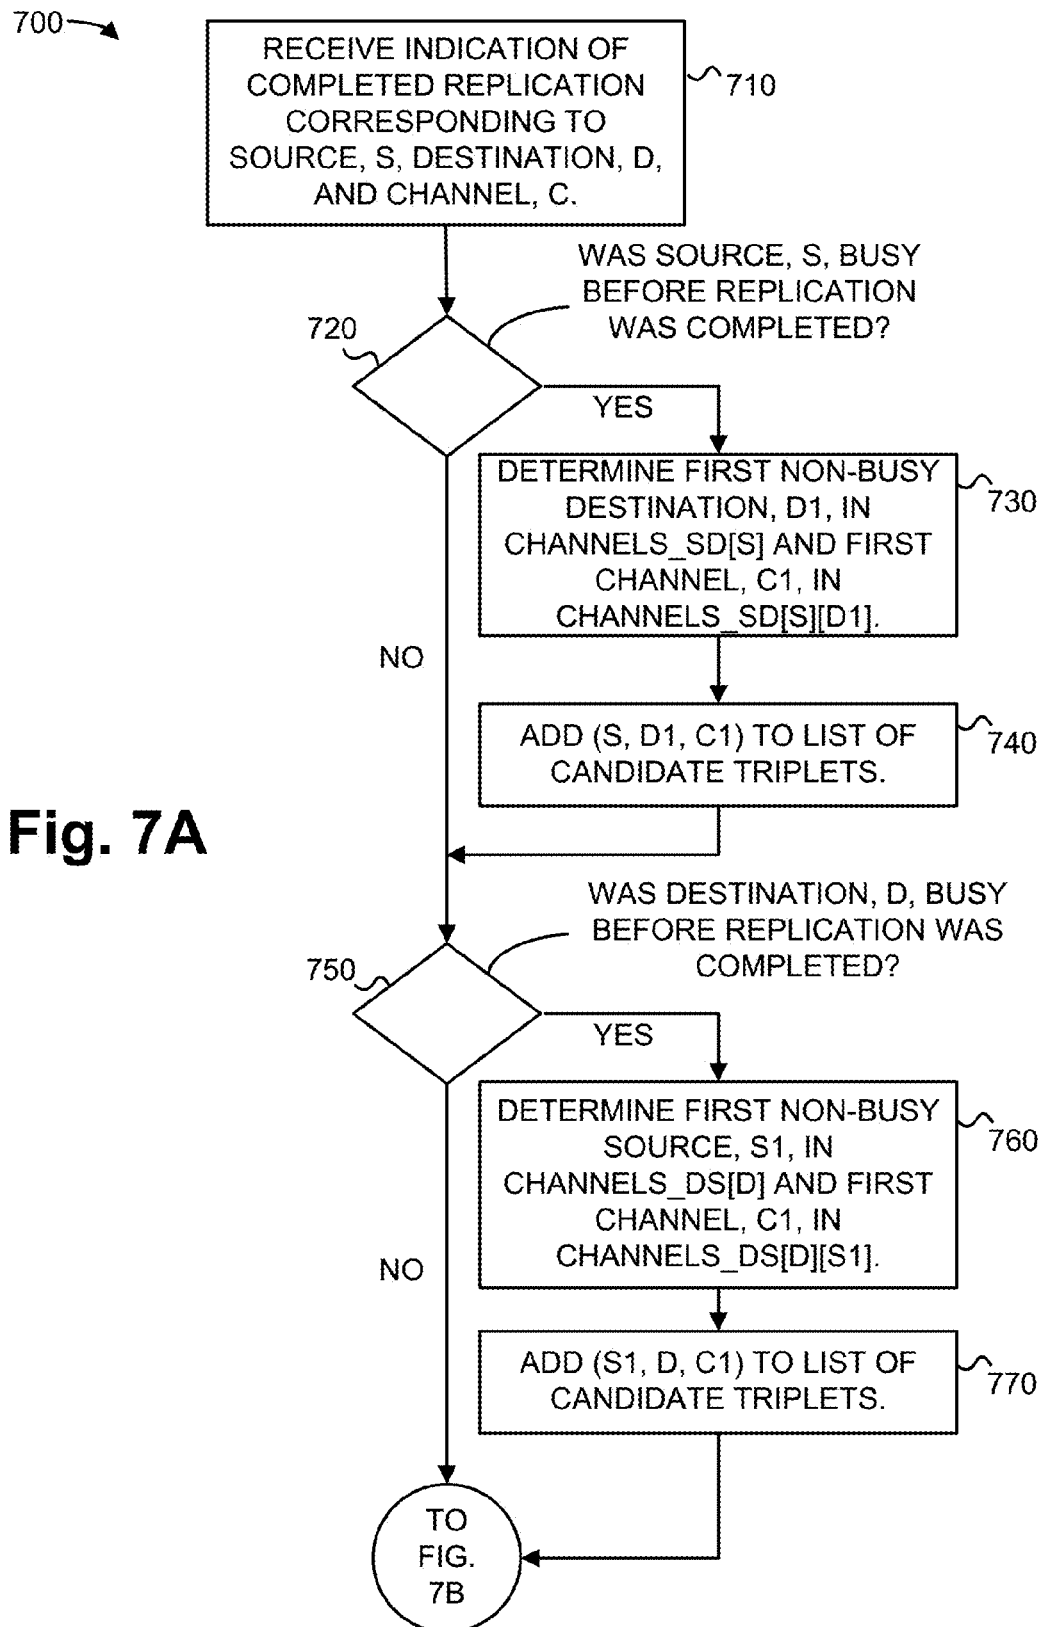 700
RECEIVE INDICATION OF
COMPLETED REPLICATION
CORRESPONDING TO
SOURCE, S, DESTINATION, D,
AND CHANNEL, C.
710
WAS SOURCE, S, BUSY
BEFORE REPLICATION
WAS COMPLETED?
720
YES
DETERMINE FIRST NON-BUSY
DESTINATION, D1, IN
CHANNELS_SD[S] AND FIRST
CHANNEL, C1, IN
CHANNELS_SD[S][D1].
730
NO
ADD (S, D1, C1) TO LIST OF
CANDIDATE TRIPLETS.
740
Fig. 7A
WAS DESTINATION, D, BUSY
BEFORE REPLICATION WAS
COMPLETED?
750
YES
DETERMINE FIRST NON-BUSY
SOURCE, S1, IN
CHANNELS_DS[D] AND FIRST
CHANNEL, C1, IN
CHANNELS_DS[D][S1].
760
NO
ADD (S1, D, C1) TO LIST OF
CANDIDATE TRIPLETS.
770
TO
FIG.
7B